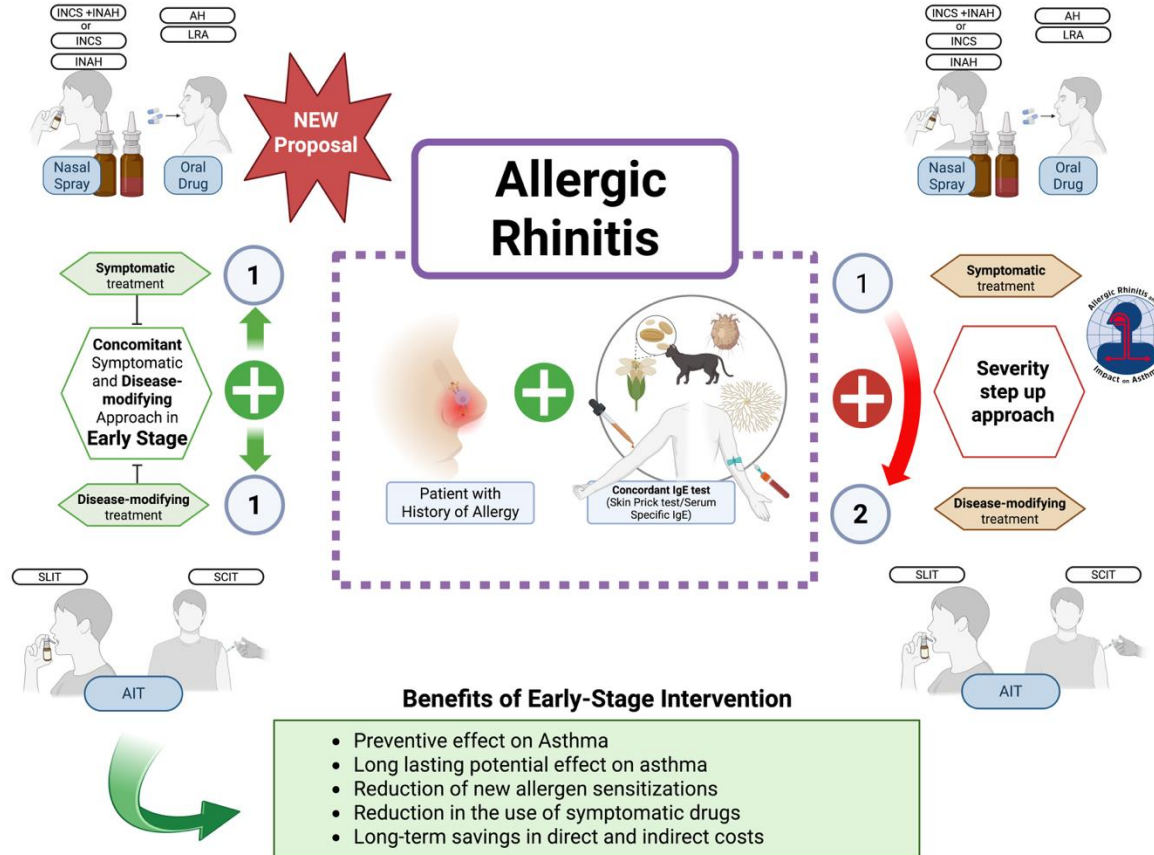 INCS +INAH
or
INCS
INAH
AH
LRA
Nasal
Spray
Oral
Drug
NEW
Proposal
Allergic
Rhinitis
INCS +INAH
or
INCS
INAH
AH
LRA
Nasal
Spray
Oral
Drug
Symptomatic
treatment
1
Concomitant
Symptomatic
and Disease-
modifying
Approach in
Early Stage
Disease-modifying
treatment
1
Patient with
History of Allergy
Concordant IgE test
(Skin Prick test/Serum
Specific IgE)
1
2
Symptomatic
treatment
Severity
step up
approach
Disease-modifying
treatment
Allergic Rhinitis
Impact on Asthma
SLIT
SCIT
AIT
SLIT
SCIT
AIT
Benefits of Early-Stage Intervention
• Preventive effect on Asthma
• Long lasting potential effect on asthma
• Reduction of new allergen sensitizations
• Reduction in the use of symptomatic drugs
• Long-term savings in direct and indirect costs